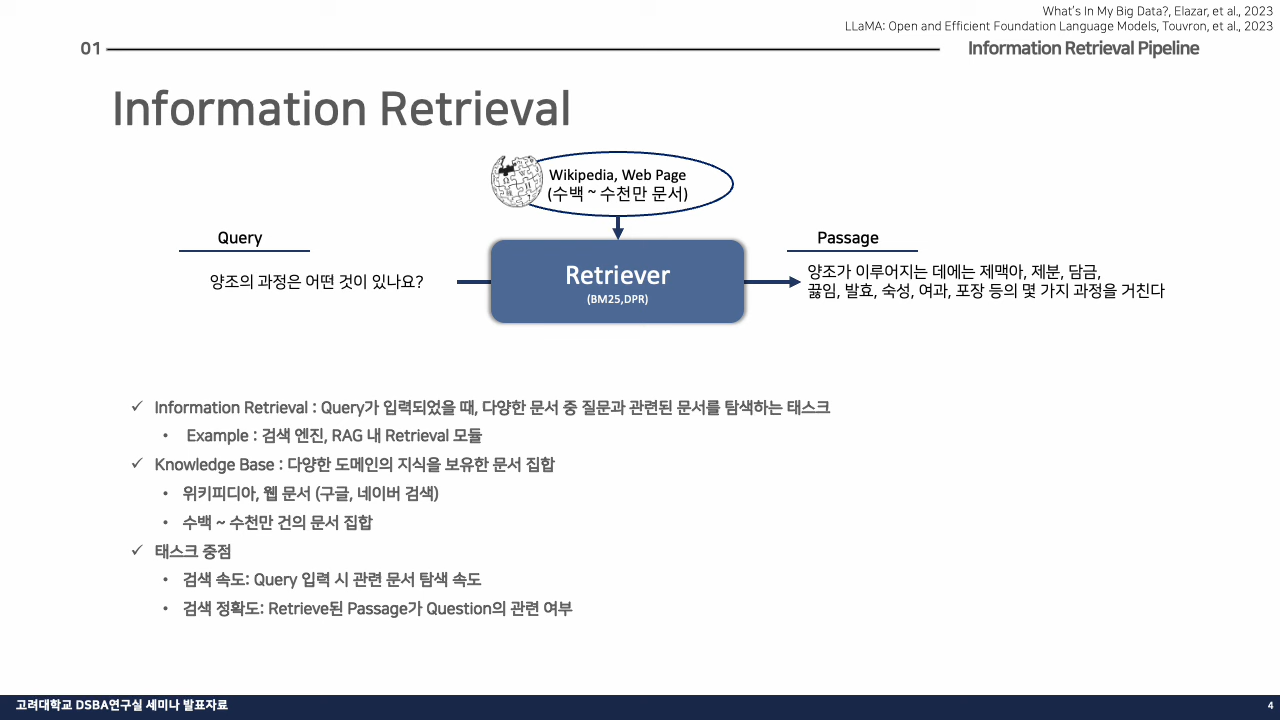 What's In My Big Data?, Elazar, et al., 2023
LLaMA: Open and Efficient Foundation Language Models, Touvron, et al., 2023
01
Information Retrieval Pipeline
Information Retrieval
Wikipedia, Web Page
(수백 ~ 수천만 문서)
Query
양조의 과정은 어떤 것이 있나요?
Retriever
(BM25,DPR)
Passage
양조가 이루어지는 데에는 제맥아, 제분, 담금,
끓임, 발효, 숙성, 여과, 포장 등의 몇 가지 과정을 거친다
✓ Information Retrieval : Query가 입력되었을 때, 다양한 문서 중 질문과 관련된 문서를 탐색하는 태스크
• Example : 검색 엔진, RAG 내 Retrieval 모듈
✓ Knowledge Base : 다양한 도메인의 지식을 보유한 문서 집합
• 위키피디아, 웹 문서 (구글, 네이버 검색)
• 수백 ~ 수천만 건의 문서 집합
✓ 태스크 중점
• 검색 속도: Query 입력 시 관련 문서 탐색 속도
• 검색 정확도: Retrieve된 Passage가 Question의 관련 여부
고려대학교 DSBA연구실 세미나 발표자료
4